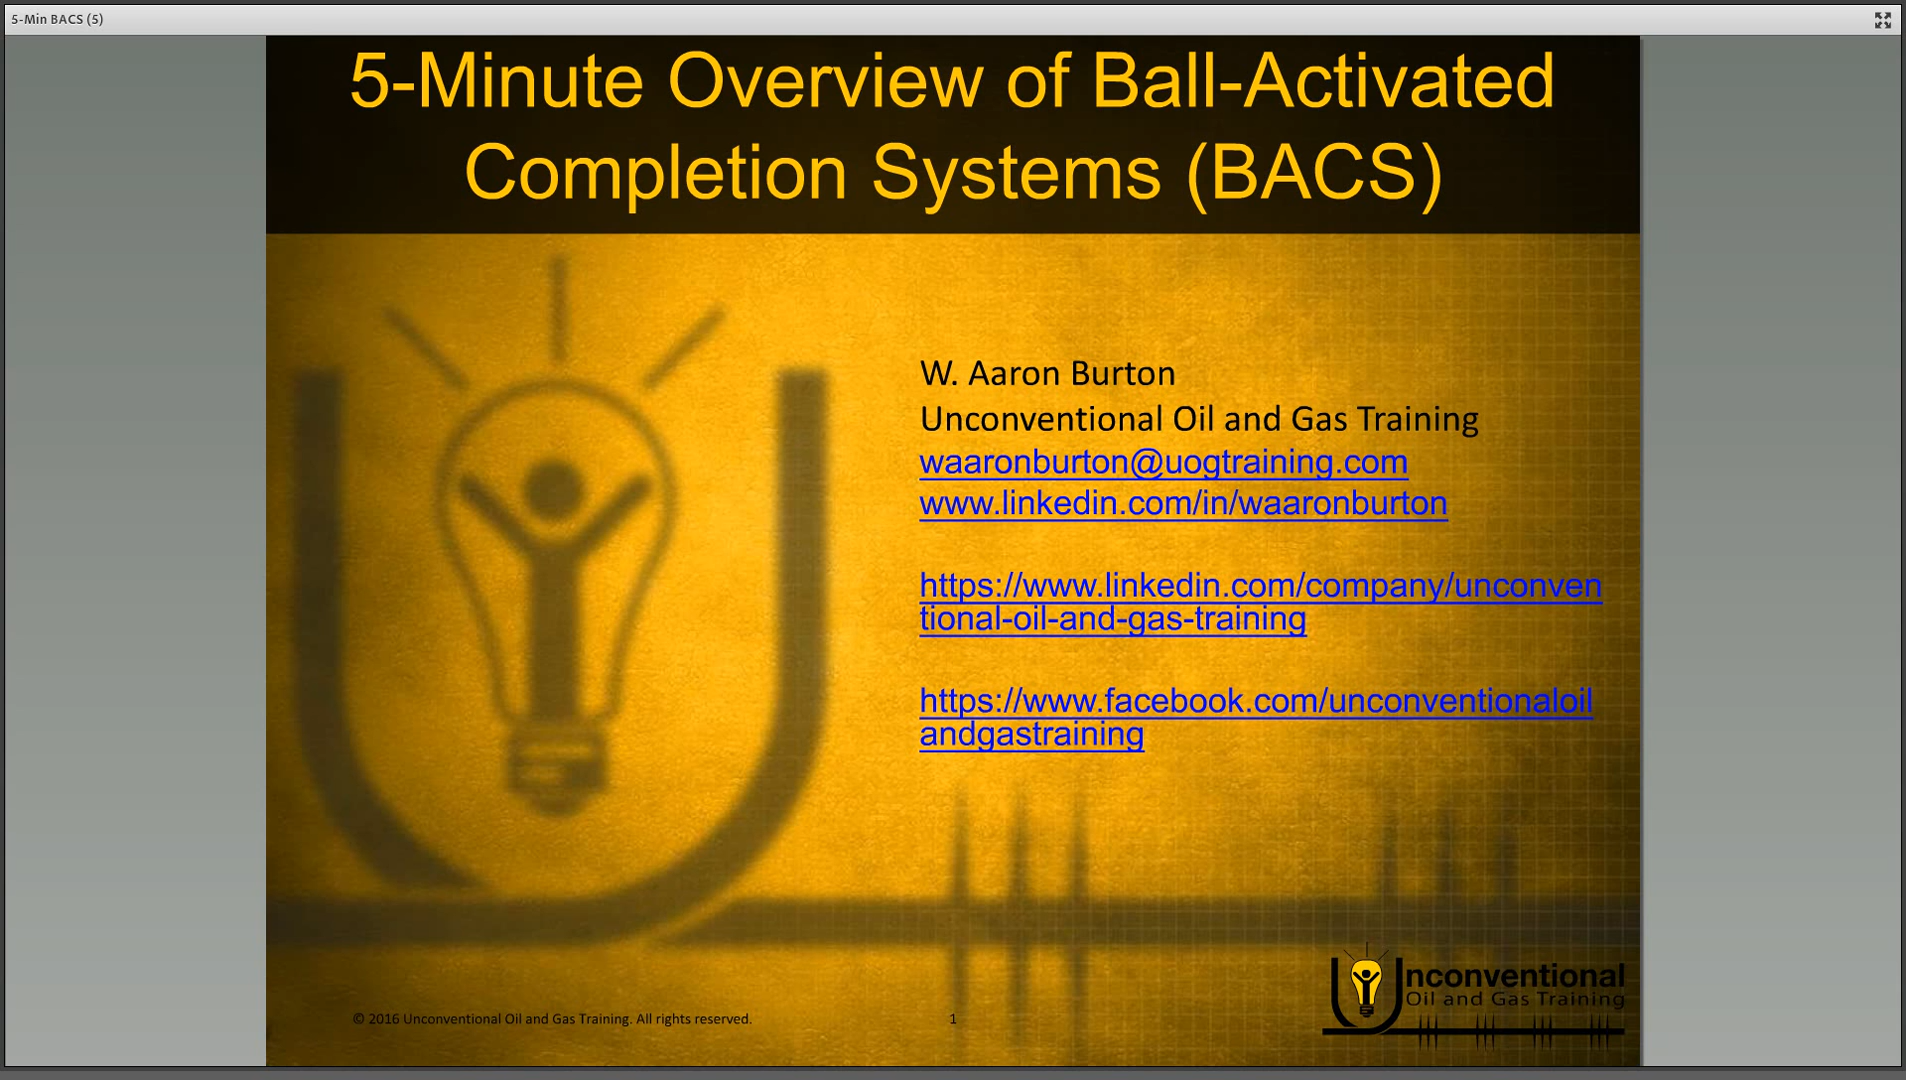 5-Min BACS (5)
5-Minute Overview of Ball-Activated
Completion Systems (BACS)
W. Aaron Burton
Unconventional Oil and Gas Training
waaronburton@uogtraining.com
www.linkedin.com/in/waaronburton
https://www.linkedin.com/company/unconven
tional-oil-and-gas-training
https://www.facebook.com/unconventionaloil
andgastraining
Unconventional
Oil and Gas Training
© 2016 Unconventional Oil and Gas Training. All rights reserved.
1